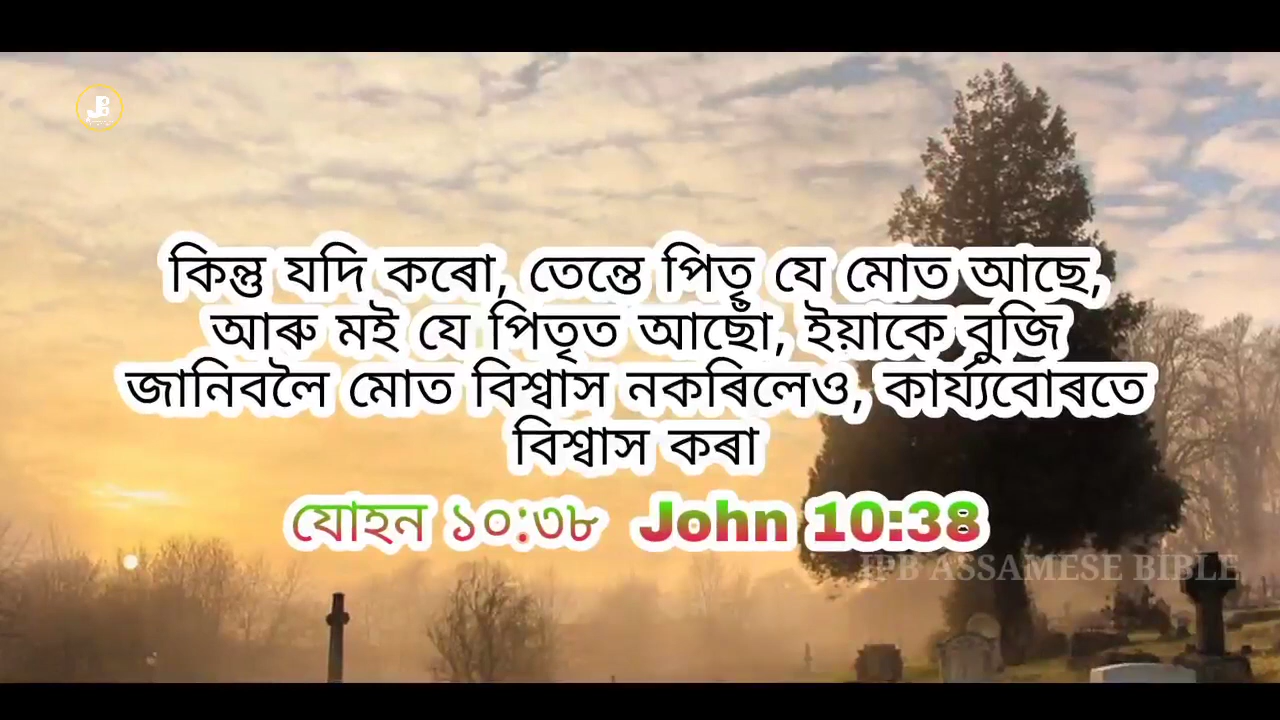 কিন্তু যদি কৰো, তেন্তে পিতৃ যে মোত আছে,
আৰু মই যে পিতৃত আছোঁ, ইয়াকে বুজি
জানিবলৈ মোত বিশ্বাস নকৰিলেও, কাৰ্য্যবোৰতে
বিশ্বাস কৰা
যোহন ১০:৩৮ John 10:38
JPB ASSAMESE BIBLE